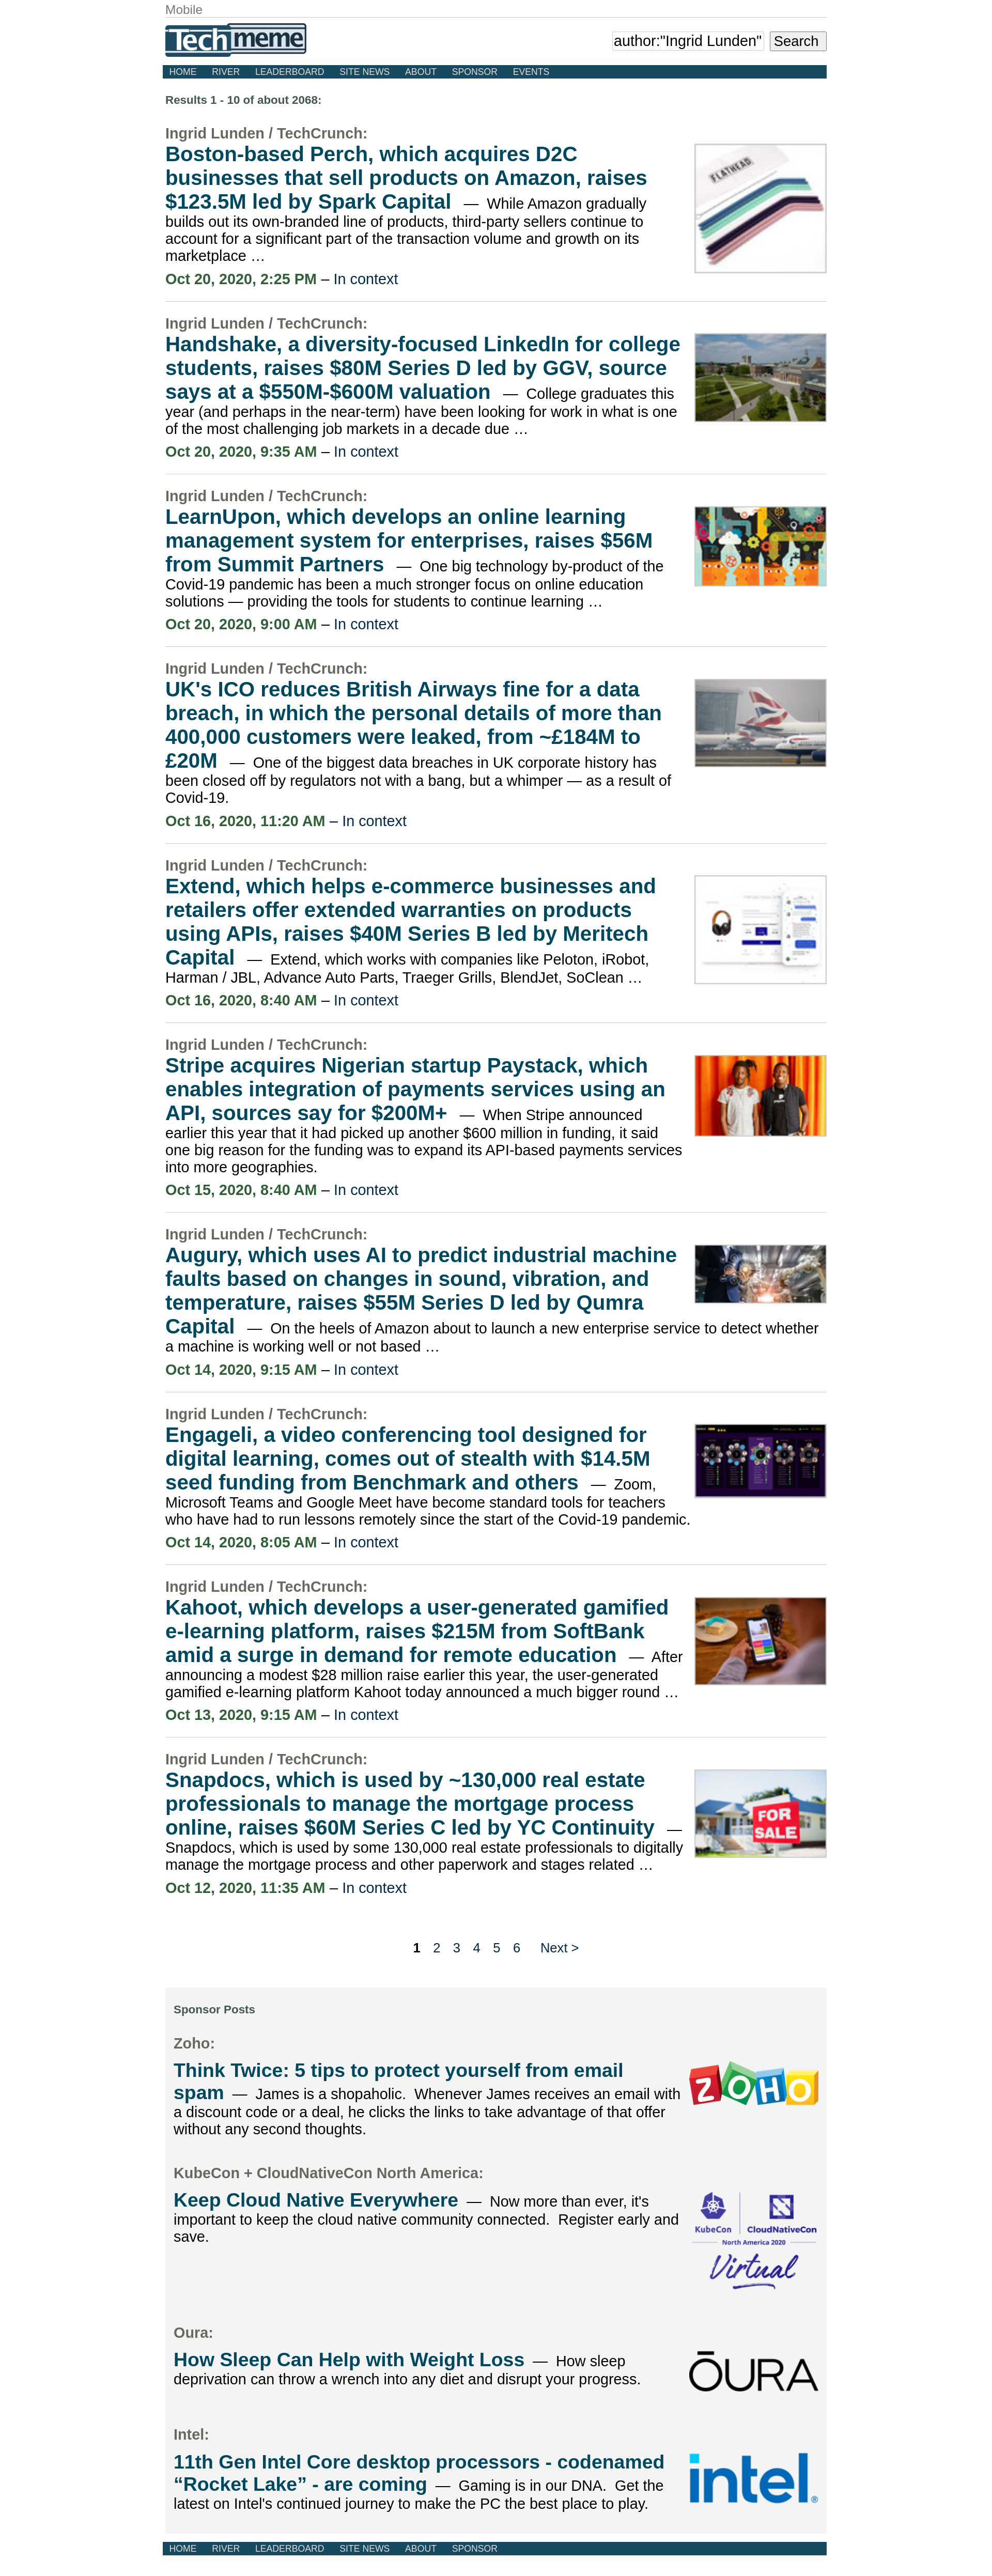 Mobile
Techmeme
author:"Ingrid Lunden"
Search
HOME RIVER LEADERBOARD SITE NEWS ABOUT SPONSOR EVENTS
Results 1 - 10 of about 2068:
Ingrid Lunden / TechCrunch:
Boston-based Perch, which acquires D2C
businesses that sell products on Amazon, raises
$123.5M led by Spark Capital — While Amazon gradually
builds out its own-branded line of products, third-party sellers continue to
account for a significant part of the transaction volume and growth on its
marketplace …
Oct 20, 2020, 2:25 PM – In context
FLATHEAD
Ingrid Lunden / TechCrunch:
Handshake, a diversity-focused LinkedIn for college
students, raises $80M Series D led by GGV, source
says at a $550M-$600M valuation — College graduates this
year (and perhaps in the near-term) have been looking for work in what is one
of the most challenging job markets in a decade due …
Oct 20, 2020, 9:35 AM – In context
Ingrid Lunden / TechCrunch:
LearnUpon, which develops an online learning
management system for enterprises, raises $56M
from Summit Partners — One big technology by-product of the
Covid-19 pandemic has been a much stronger focus on online education
solutions — providing the tools for students to continue learning …
Oct 20, 2020, 9:00 AM – In context
Ingrid Lunden / TechCrunch:
UK's ICO reduces British Airways fine for a data
breach, in which the personal details of more than
400,000 customers were leaked, from ~£184M to
£20M — One of the biggest data breaches in UK corporate history has
been closed off by regulators not with a bang, but a whimper — as a result of
Covid-19.
Oct 16, 2020, 11:20 AM – In context
Ingrid Lunden / TechCrunch:
Extend, which helps e-commerce businesses and
retailers offer extended warranties on products
using APIs, raises $40M Series B led by Meritech
Capital — Extend, which works with companies like Peloton, iRobot,
Harman / JBL, Advance Auto Parts, Traeger Grills, BlendJet, SoClean …
Oct 16, 2020, 8:40 AM – In context
Ingrid Lunden / TechCrunch:
Stripe acquires Nigerian startup Paystack, which
enables integration of payments services using an
API, sources say for $200M+ — When Stripe announced
earlier this year that it had picked up another $600 million in funding, it said
one big reason for the funding was to expand its API-based payments services
into more geographies.
Oct 15, 2020, 8:40 AM – In context
Ingrid Lunden / TechCrunch:
Augury, which uses AI to predict industrial machine
faults based on changes in sound, vibration, and
temperature, raises $55M Series D led by Qumra
Capital — On the heels of Amazon about to launch a new enterprise service to detect whether
a machine is working well or not based …
Oct 14, 2020, 9:15 AM – In context
Ingrid Lunden / TechCrunch:
Engageli, a video conferencing tool designed for
digital learning, comes out of stealth with $14.5M
seed funding from Benchmark and others — Zoom,
Microsoft Teams and Google Meet have become standard tools for teachers
who have had to run lessons remotely since the start of the Covid-19 pandemic.
Oct 14, 2020, 8:05 AM – In context
Ingrid Lunden / TechCrunch:
Kahoot, which develops a user-generated gamified
e-learning platform, raises $215M from SoftBank
amid a surge in demand for remote education — After
announcing a modest $28 million raise earlier this year, the user-generated
gamified e-learning platform Kahoot today announced a much bigger round …
Oct 13, 2020, 9:15 AM – In context
Ingrid Lunden / TechCrunch:
Snapdocs, which is used by ~130,000 real estate
professionals to manage the mortgage process
online, raises $60M Series C led by YC Continuity —
Snapdocs, which is used by some 130,000 real estate professionals to digitally
manage the mortgage process and other paperwork and stages related …
Oct 12, 2020, 11:35 AM – In context
FOR
SALE
1 2 3 4 5 6 Next >
Sponsor Posts
Zoho:
Think Twice: 5 tips to protect yourself from email
spam — James is a shopaholic. Whenever James receives an email with
a discount code or a deal, he clicks the links to take advantage of that offer
without any second thoughts.
ZOHO
KubeCon + CloudNativeCon North America:
Keep Cloud Native Everywhere — Now more than ever, it's
important to keep the cloud native community connected. Register early and
save.
KubeCon CloudNativeCon
North America 2020
Virtual
Oura:
How Sleep Can Help with Weight Loss — How sleep
deprivation can throw a wrench into any diet and disrupt your progress.
ŌURA
Intel:
11th Gen Intel Core desktop processors - codenamed
“Rocket Lake” - are coming — Gaming is in our DNA. Get the
latest on Intel's continued journey to make the PC the best place to play.
intel®
HOME RIVER LEADERBOARD SITE NEWS ABOUT SPONSOR